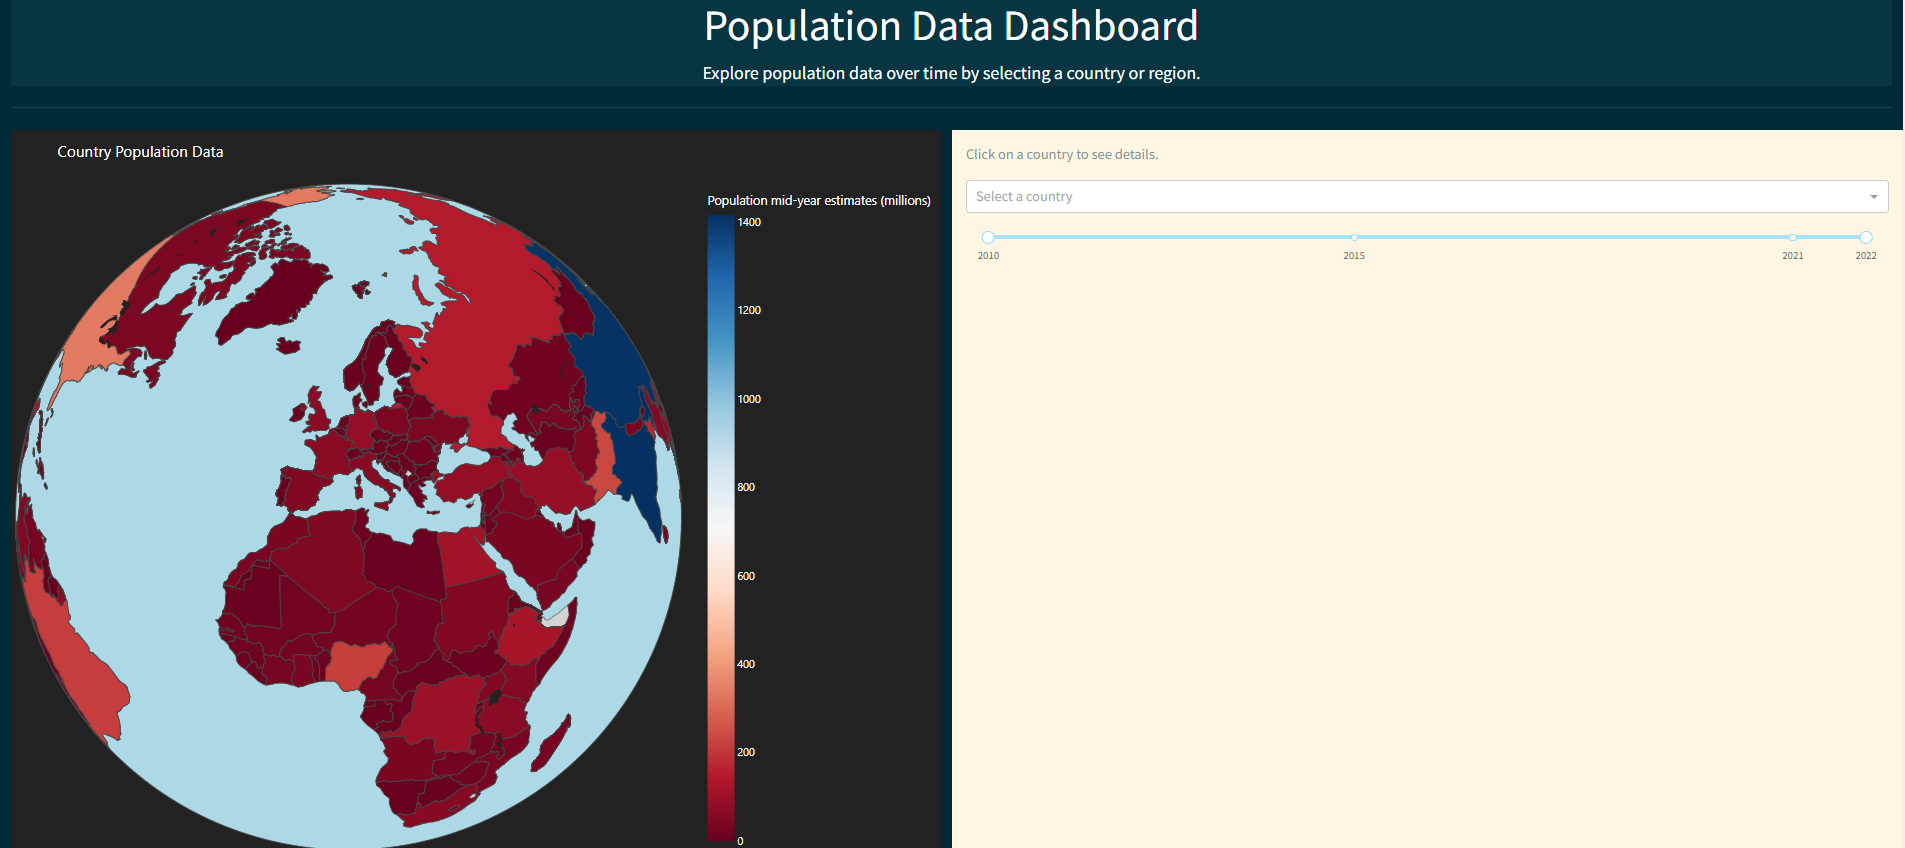 Population Data Dashboard
Explore population data over time by selecting a country or region.
Country Population Data
Population mid-year estimates (millions)
1400
1200
1000
800
600
400
200
0
Click on a country to see details.
Select a country
2010
2015
2021
2022